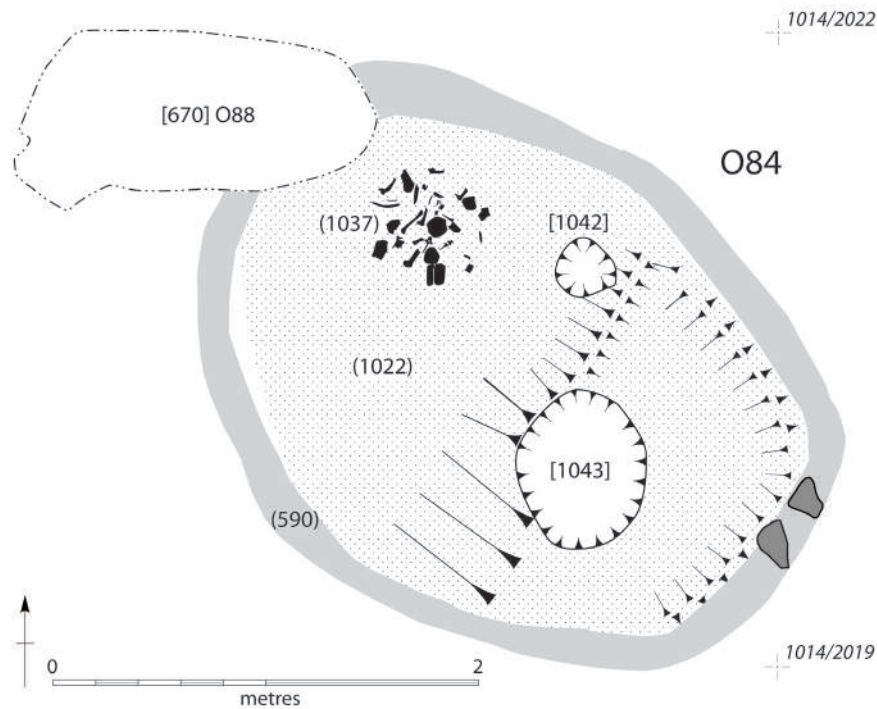 1014/2022
[670] O88
O84
(1037)
[1042]
(1022)
[1043]
(590)
1014/2019
0 2
metres